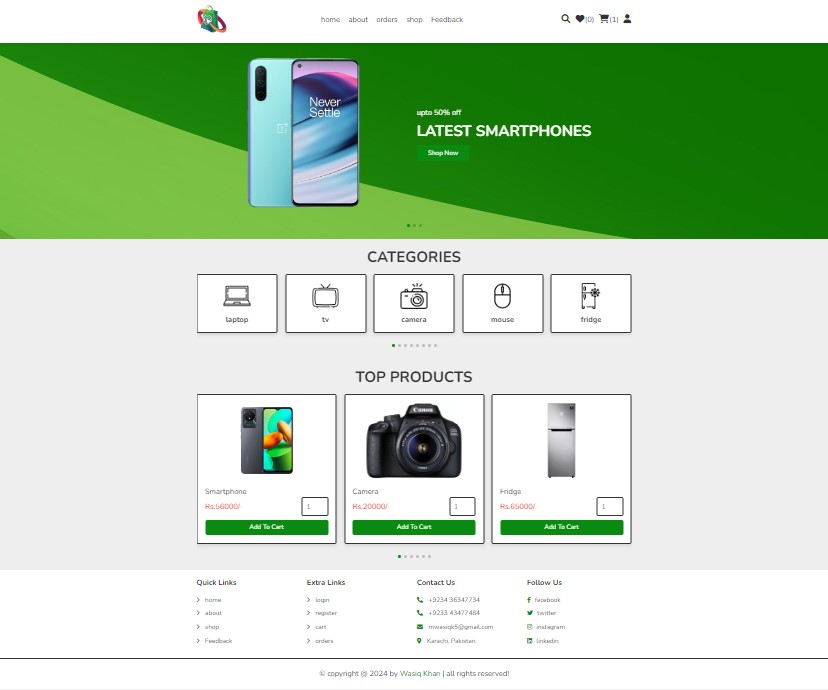 home about orders shop Feedback (0) (1)
Never
Settle
upto 50% off
LATEST SMARTPHONES
Shop Now
CATEGORIES
laptop tv camera mouse fridge
TOP PRODUCTS
Canon
Smartphone Camera Fridge
Rs.56000/- 1 Rs.20000/- 1 Rs.65000/- 1
Add To Cart Add To Cart Add To Cart
Quick Links Extra Links Contact Us Follow Us
home login +9234 36347734 facebook
about register +9233 43477484 twitter
shop cart mwasiqk5@gmail.com instagram
Feedback orders Karachi, Pakistan linkedin
© copyright @ 2024 by Wasiq Khan | all rights reserved!